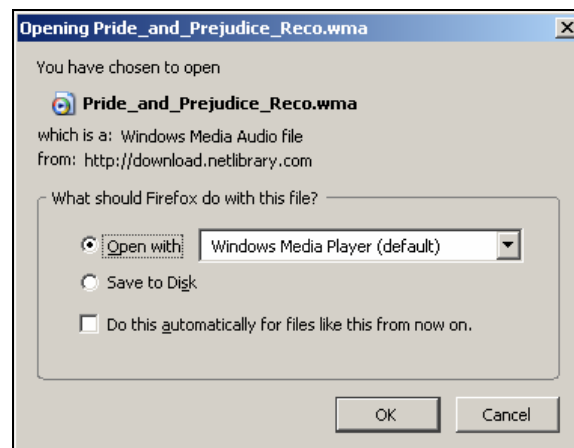 Opening Pride_and_Prejudice_Reco.wma
You have chosen to open
Pride_and_Prejudice_Reco.wma
which is a: Windows Media Audio file
from: http://download.netlibrary.com
What should Firefox do with this file?
Open with Windows Media Player (default)
Save to Disk
Do this automatically for files like this from now on.
OK Cancel